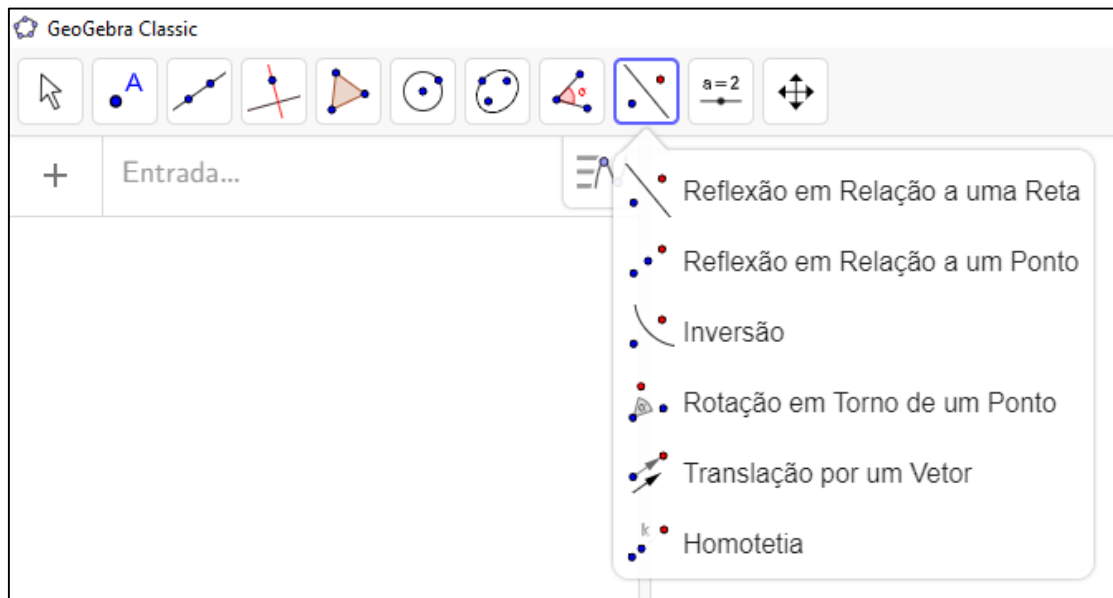 GeoGebra Classic
A
α
a=2
+ Entrada...
Reflexão em Relação a uma Reta
Reflexão em Relação a um Ponto
Inversão
α
Rotação em Torno de um Ponto
Translação por um Vetor
k
Homotetia